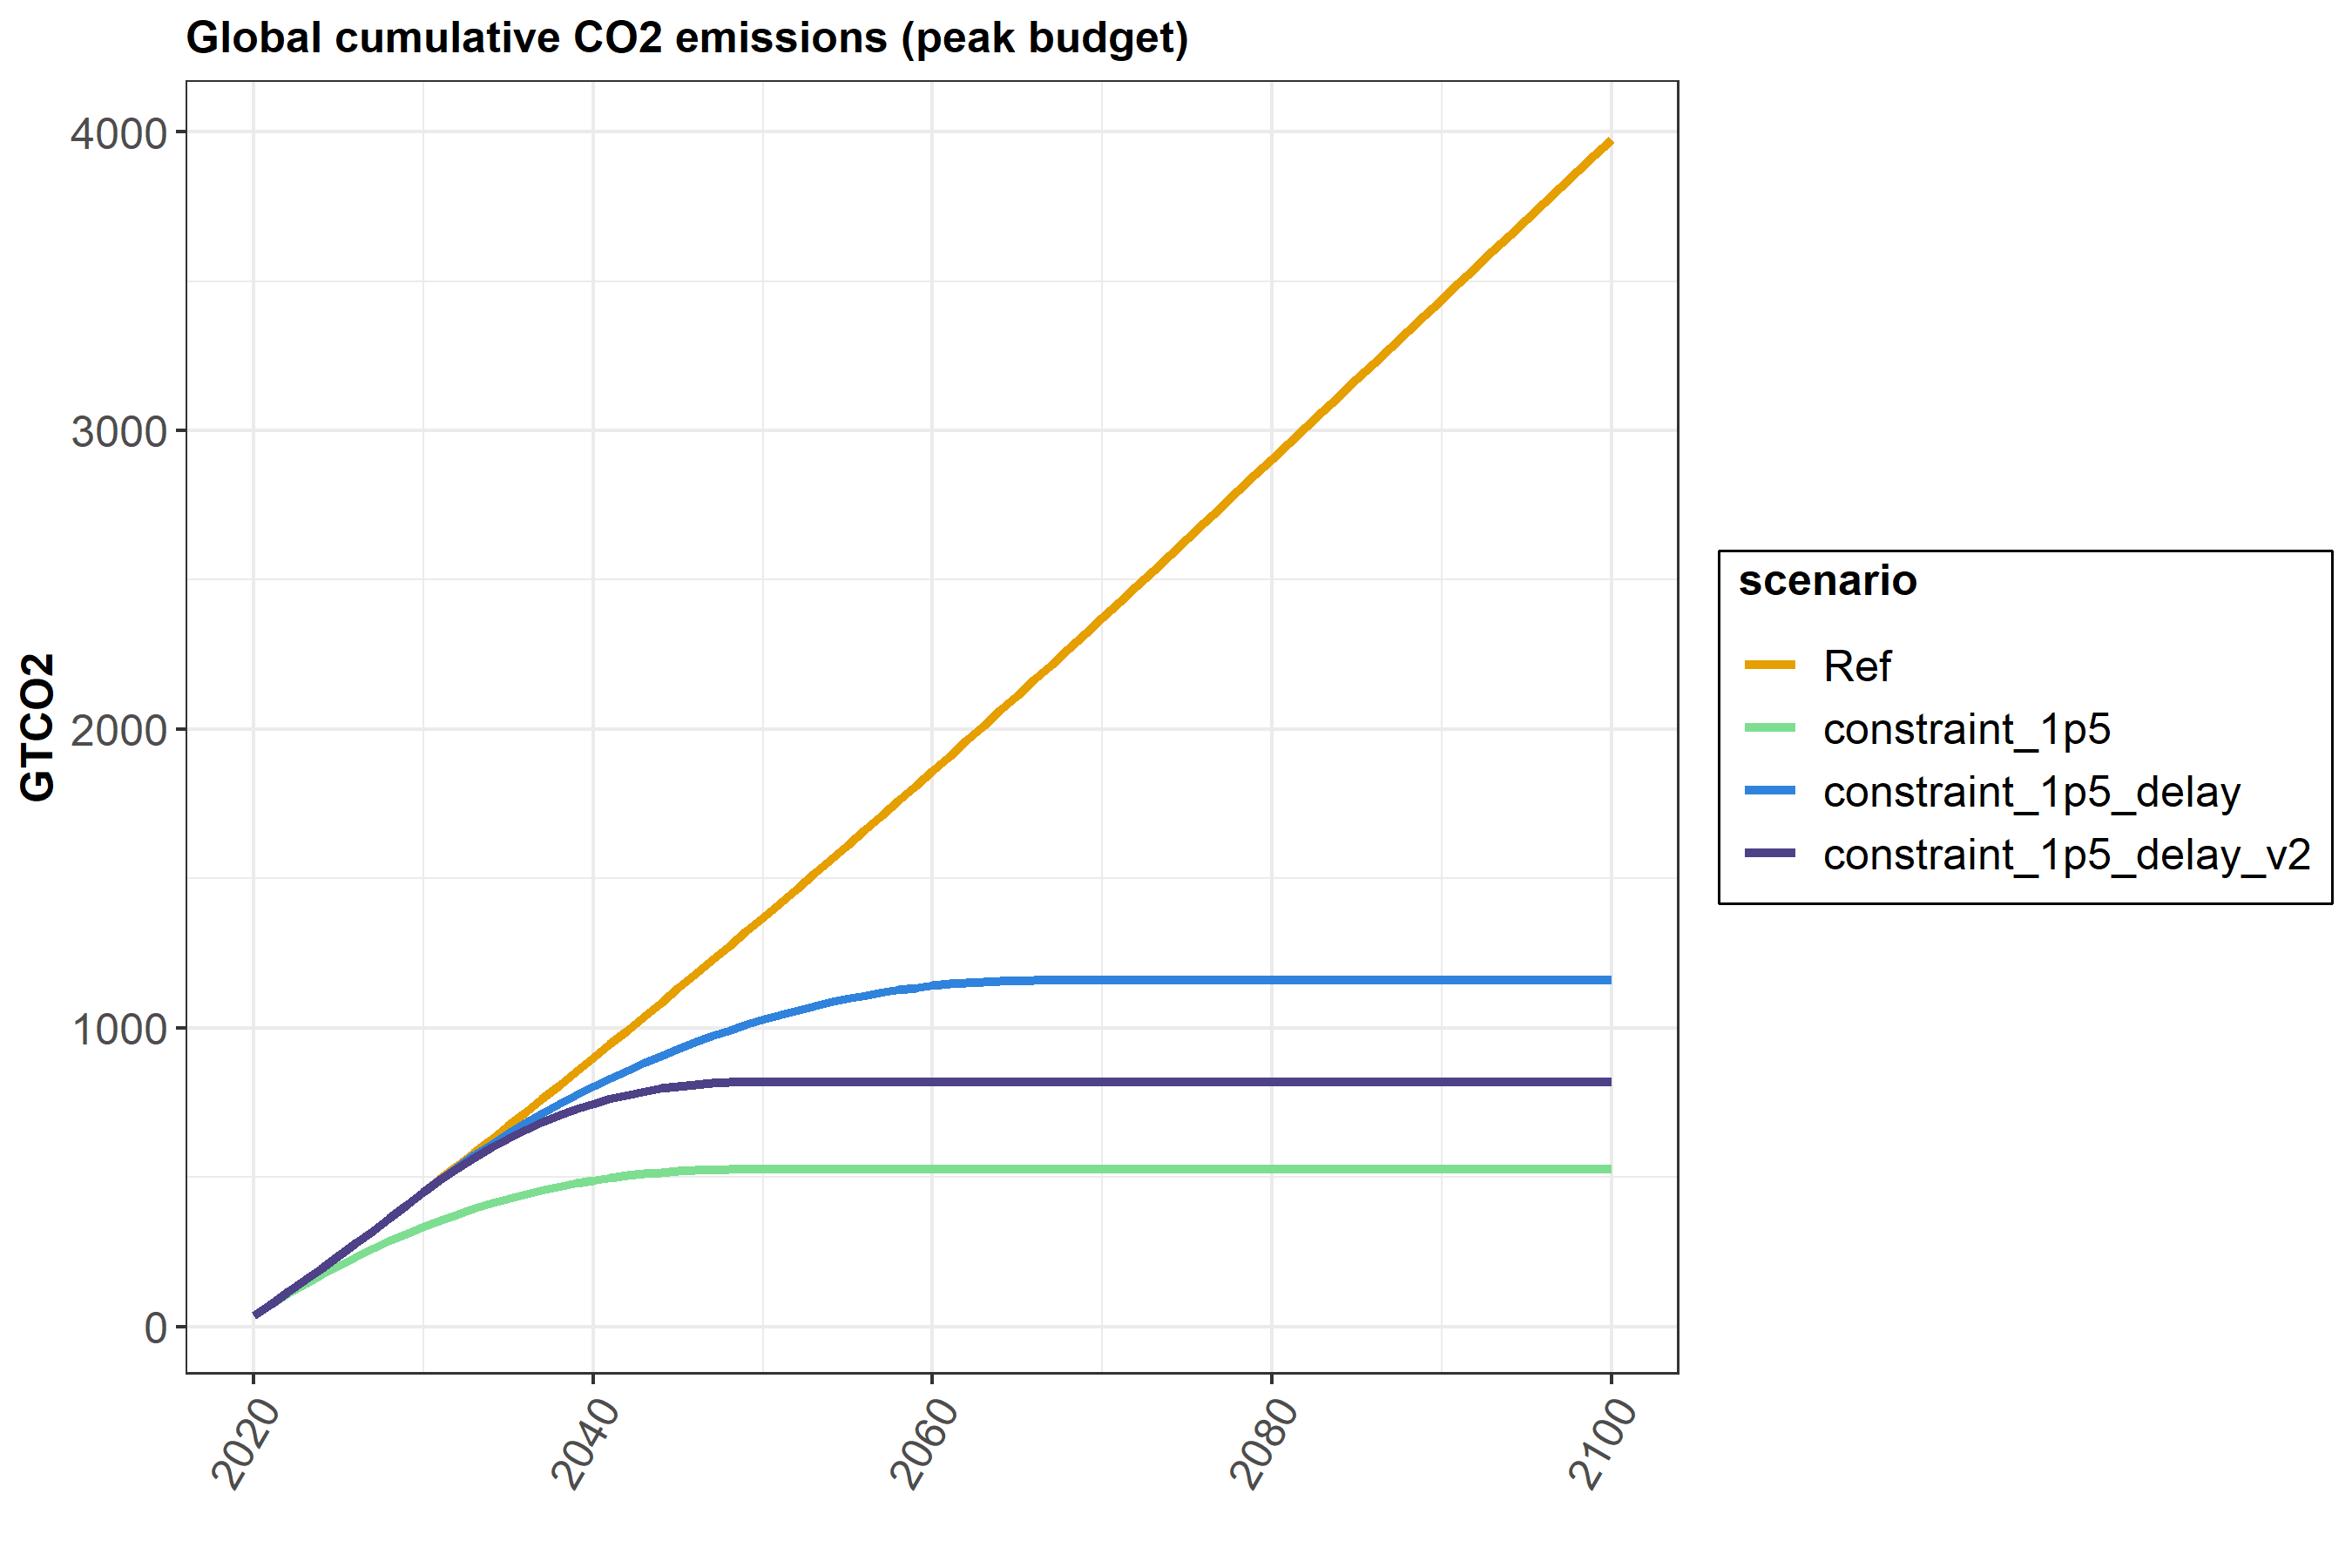 Global cumulative CO2 emissions (peak budget)
GTCO2
4000
3000
2000
1000
0
2020
2040
2060
2080
2100
scenario
Ref
constraint_1p5
constraint_1p5_delay
constraint_1p5_delay_v2